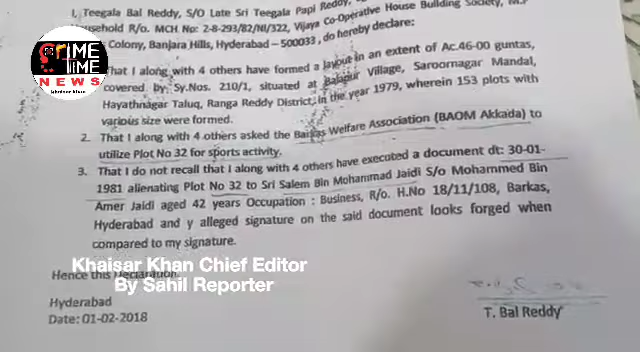 I, Teegala Bal Reddy, S/O Late Sri Teegala Papi Reddy,
Household R/o. MCH No: 2-8-293/82/NI/322, Vijaya Co-Operative House Building Society,
Colony, Banjara Hills, Hyderabad – 500033, do hereby declare:
CRIME TIME
NEWS
That I along with 4 others have formed a layout in an extent of Ac.46-00 guntas,
covered by Sy.Nos. 210/1, situated at Balapur Village, Saroornagar Mandal,
Hayathnagar Taluq, Ranga Reddy District, in the year 1979, wherein 153 plots with
various size were formed.
2. That I along with 4 others asked the Barkas Welfare Association (BAOM Akkada) to
utilize Plot No 32 for sports activity.
3. That I do not recall that I along with 4 others have executed a document dt: 30-01-
1981 alienating Plot No 32 to Sri Salem Bin Mohammad Jaidi S/o Mohammed Bin
Amer Jaidi aged 42 years Occupation : Business, R/o. H.No 18/11/108, Barkas,
Hyderabad and y alleged signature on the said document looks forged when
compared to my signature.
Khaisar Khan Chief Editor
By Sahil Reporter
Hence this Declaration.
Hyderabad
Date: 01-02-2018
T. Bal Reddy